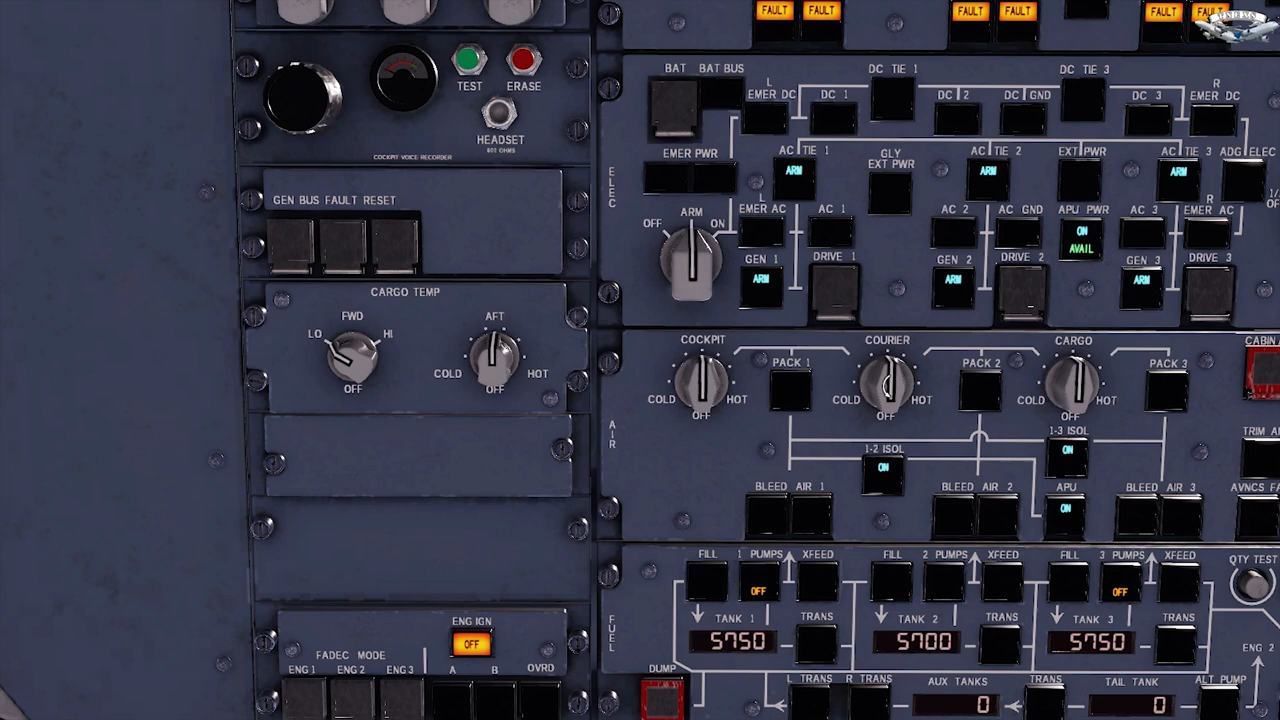 FAULT FAULT FAULT FAULT FAULT FAULT
TEST ERASE
HEADSET
600 OHMS
COCKPIT VOICE RECORDER
GEN BUS FAULT RESET
CARGO TEMP
FWD
LO HI
OFF
AFT
COLD HOT
OFF
ENG IGN
OFF
FADEC MODE
ENG 1 ENG 2 ENG 3 A B OVRD
ELEC
BAT BAT BUS
L
EMER DC
DC 1
DC TIE 1
DC 2
DC GND
DC TIE 3
DC 3
R
EMER DC
EMER PWR
AC TIE 1
ARM
GLY
EXT PWR
AC TIE 2
ARM
EXT PWR
AC TIE 3
ARM
ADG ELEC
ARM
OFF ON
L
EMER AC
AC 1
AC 2
AC GND
APU PWR
ON
AVAIL
AC 3
R
EMER AC
GEN 1
ARM
DRIVE 1
GEN 2
ARM
DRIVE 2
GEN 3
ARM
DRIVE 3
AIR
COCKPIT
COLD HOT
OFF
PACK 1
COURIER
COLD HOT
OFF
PACK 2
CARGO
COLD HOT
OFF
PACK 3
CABIN
1-2 ISOL
ON
1-3 ISOL
ON
TRIM
BLEED AIR 1
BLEED AIR 2
APU
ON
BLEED AIR 3
AVNCS
FUEL
FILL 1 PUMPS XFEED FILL 2 PUMPS XFEED FILL 3 PUMPS XFEED
OFF OFF
QTY TEST
TANK 1
5750
TRANS
TANK 2
5700
TRANS
TANK 3
5750
TRANS
ENG 2
DUMP
L TRANS R TRANS AUX TANKS TRANS TAIL TANK ALT PUMP
0 0